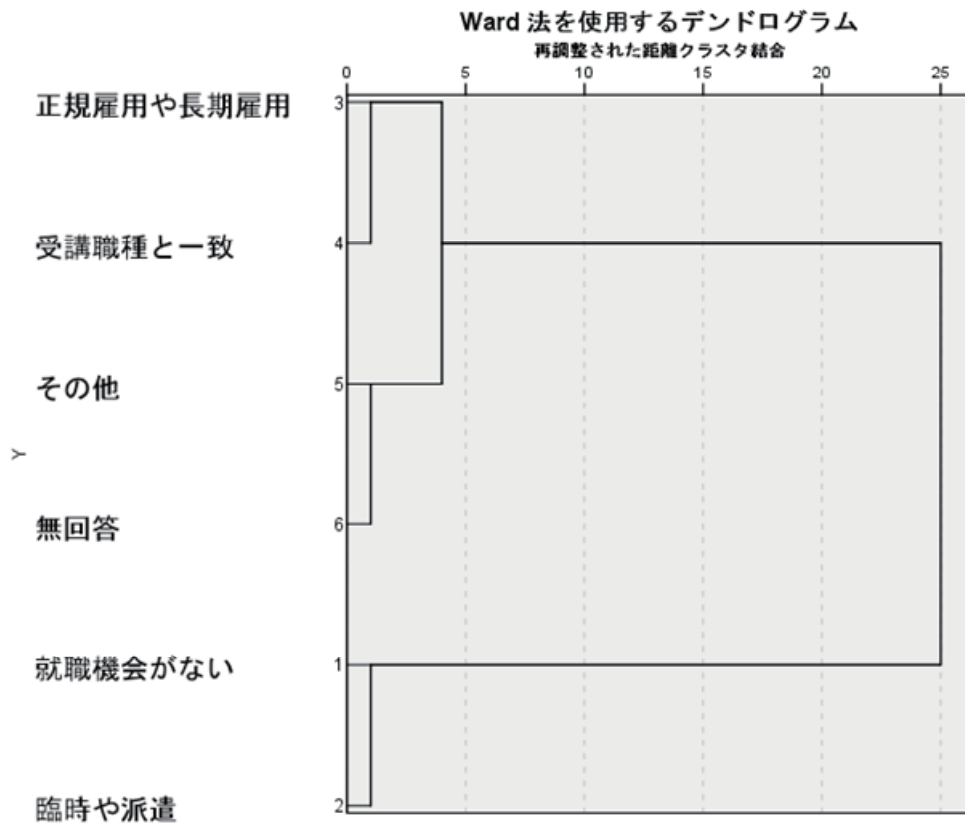 Ward 法を使用するデンドログラム
再調整された距離クラスタ結合
0 5 10 15 20 25
正規雇用や長期雇用 3
受講職種と一致 4
その他 5
Y
無回答 6
就職機会がない 1
臨時や派遣 2